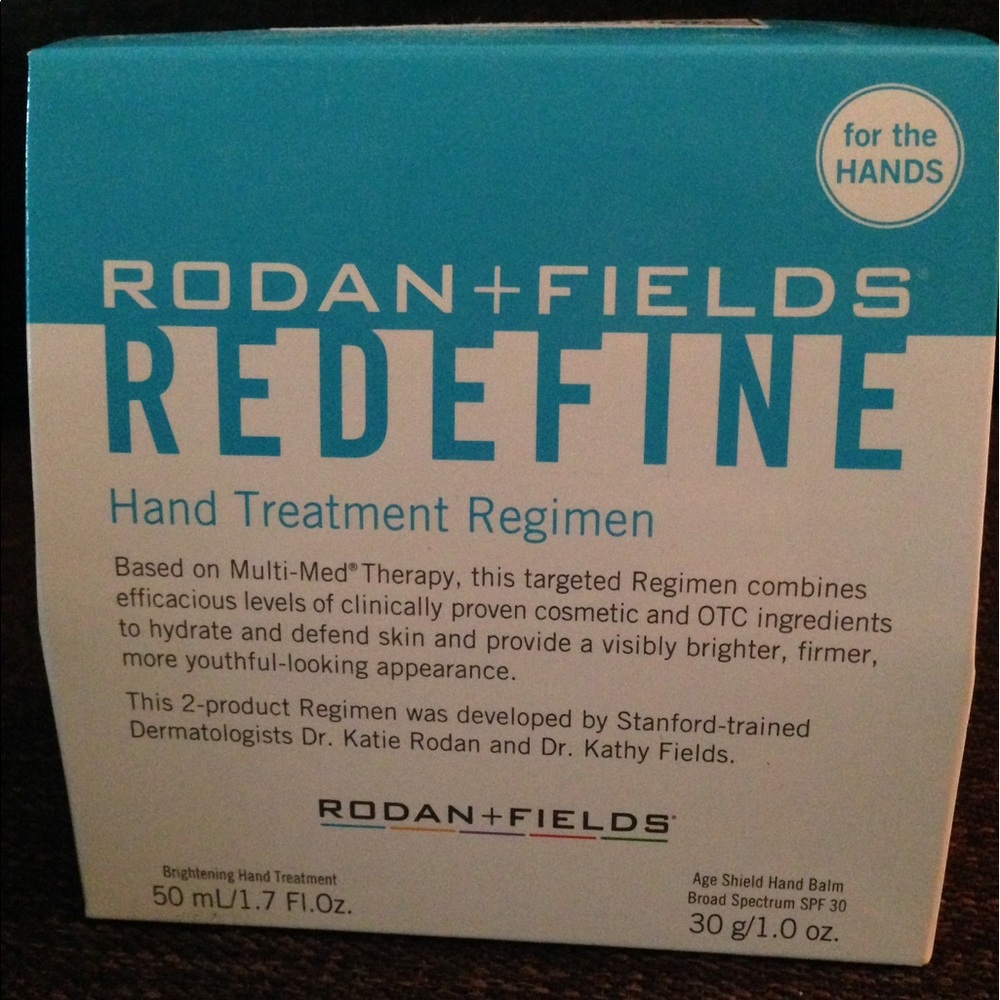 for the
HANDS
RODAN+FIELDS®
REDEFINE
Hand Treatment Regimen
Based on Multi-Med® Therapy, this targeted Regimen combines
efficacious levels of clinically proven cosmetic and OTC ingredients
to hydrate and defend skin and provide a visibly brighter, firmer,
more youthful-looking appearance.
This 2-product Regimen was developed by Stanford-trained
Dermatologists Dr. Katie Rodan and Dr. Kathy Fields.
RODAN+FIELDS®
Brightening Hand Treatment
50 mL/1.7 Fl.Oz.
Age Shield Hand Balm
Broad Spectrum SPF 30
30 g/1.0 oz.